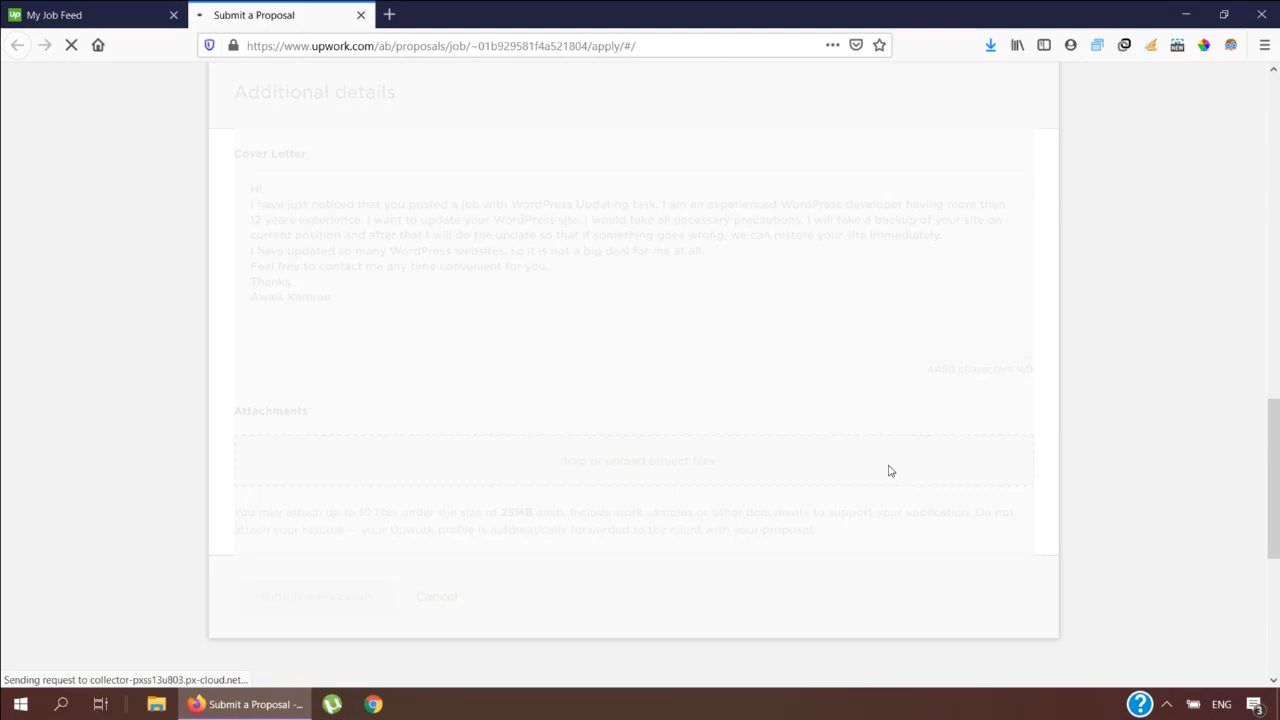 My Job Feed
Submit a Proposal
https://www.upwork.com/ab/proposals/job/~01b929581f4a521804/apply/#/
Additional details
Cover Letter
Hi,
I have just noticed that you posted a job with WordPress Updating task. I am an experienced WordPress developer having more than
12 years experience. I want to update your WordPress site. I would take all necessary precautions. I will take a backup of your site on
current position and after that I will do the update so that if something goes wrong, we can restore your site immediately.
I have updated so many WordPress websites, so it is not a big deal for me at all.
Feel free to contact me any time convenient for you.
Thanks
Awais Kamran
characters left
Attachments
drag or upload project files
You may attach up to 10 files under the size of 25MB each. Include work samples or other documents to support your application. Do not
attach your résumé — your Upwork profile is automatically forwarded to the client with your proposal.
Submit a Proposal Cancel
Sending request to collector-pxss13u803.px-cloud.net...
Submit a Proposal -...
ENG
3